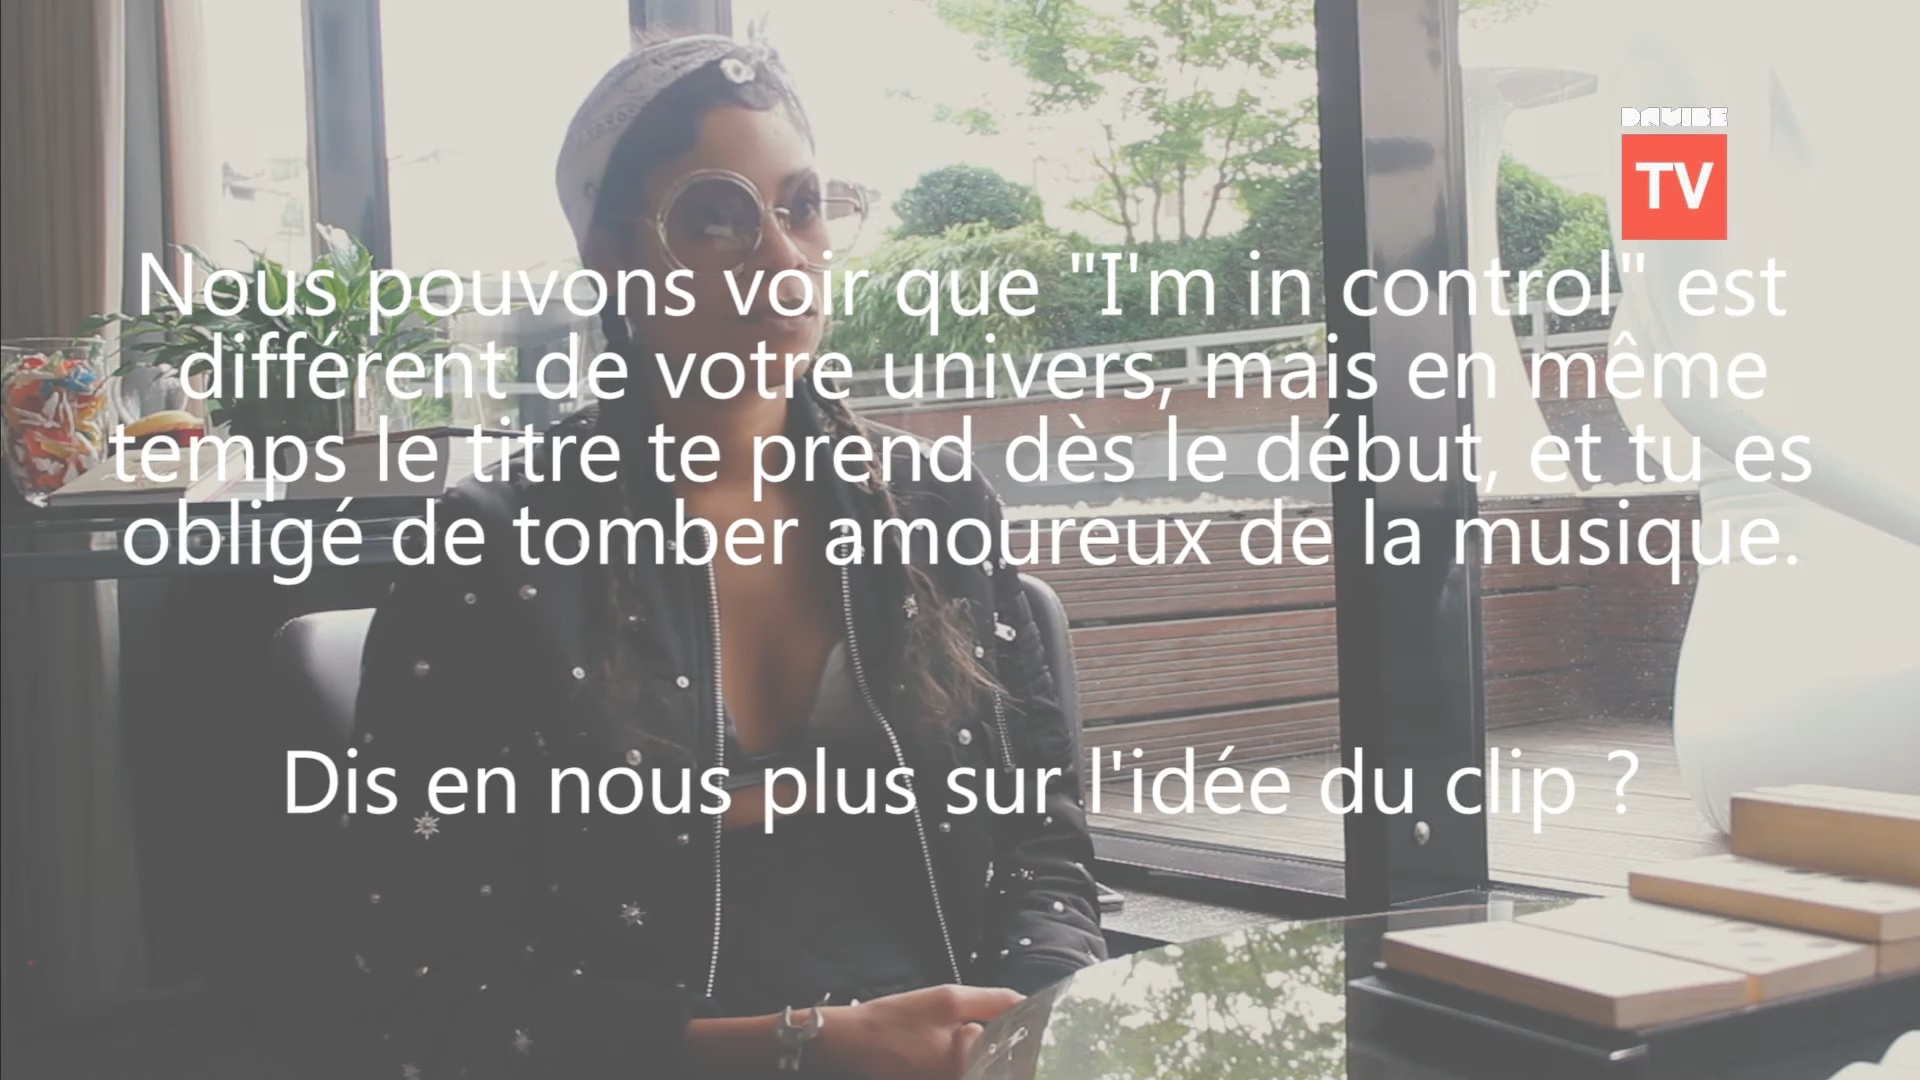 DAVIBE
TV
Nous pouvons voir que "I'm in control" est
différent de votre univers, mais en même
temps le titre te prend dès le début, et tu es
obligé de tomber amoureux de la musique.
Dis en nous plus sur l'idée du clip ?